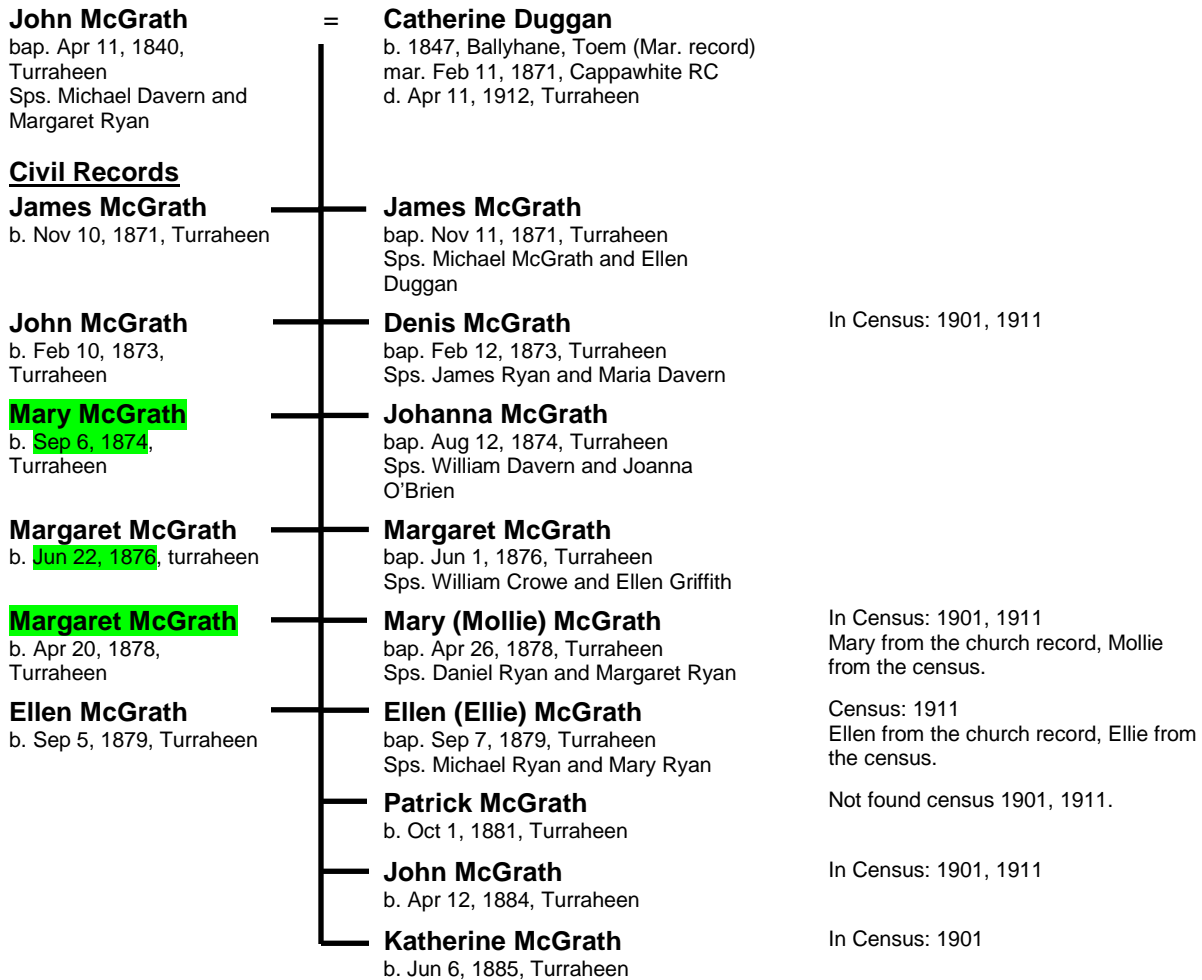 John McGrath
bap. Apr 11, 1840,
Turraheen
Sps. Michael Davern and
Margaret Ryan
=
Catherine Duggan
b. 1847, Ballyhane, Toem (Mar. record)
mar. Feb 11, 1871, Cappawhite RC
d. Apr 11, 1912, Turraheen
Civil Records
James McGrath
b. Nov 10, 1871, Turraheen
James McGrath
bap. Nov 11, 1871, Turraheen
Sps. Michael McGrath and Ellen
Duggan
John McGrath
b. Feb 10, 1873,
Turraheen
Denis McGrath
bap. Feb 12, 1873, Turraheen
Sps. James Ryan and Maria Davern
In Census: 1901, 1911
Mary McGrath
b. Sep 6, 1874,
Turraheen
Johanna McGrath
bap. Aug 12, 1874, Turraheen
Sps. William Davern and Joanna
O'Brien
Margaret McGrath
b. Jun 22, 1876, turraheen
Margaret McGrath
bap. Jun 1, 1876, Turraheen
Sps. William Crowe and Ellen Griffith
Margaret McGrath
b. Apr 20, 1878,
Turraheen
Mary (Mollie) McGrath
bap. Apr 26, 1878, Turraheen
Sps. Daniel Ryan and Margaret Ryan
In Census: 1901, 1911
Mary from the church record, Mollie
from the census.
Ellen McGrath
b. Sep 5, 1879, Turraheen
Ellen (Ellie) McGrath
bap. Sep 7, 1879, Turraheen
Sps. Michael Ryan and Mary Ryan
Census: 1911
Ellen from the church record, Ellie from
the census.
Patrick McGrath
b. Oct 1, 1881, Turraheen
Not found census 1901, 1911.
John McGrath
b. Apr 12, 1884, Turraheen
In Census: 1901, 1911
Katherine McGrath
b. Jun 6, 1885, Turraheen
In Census: 1901